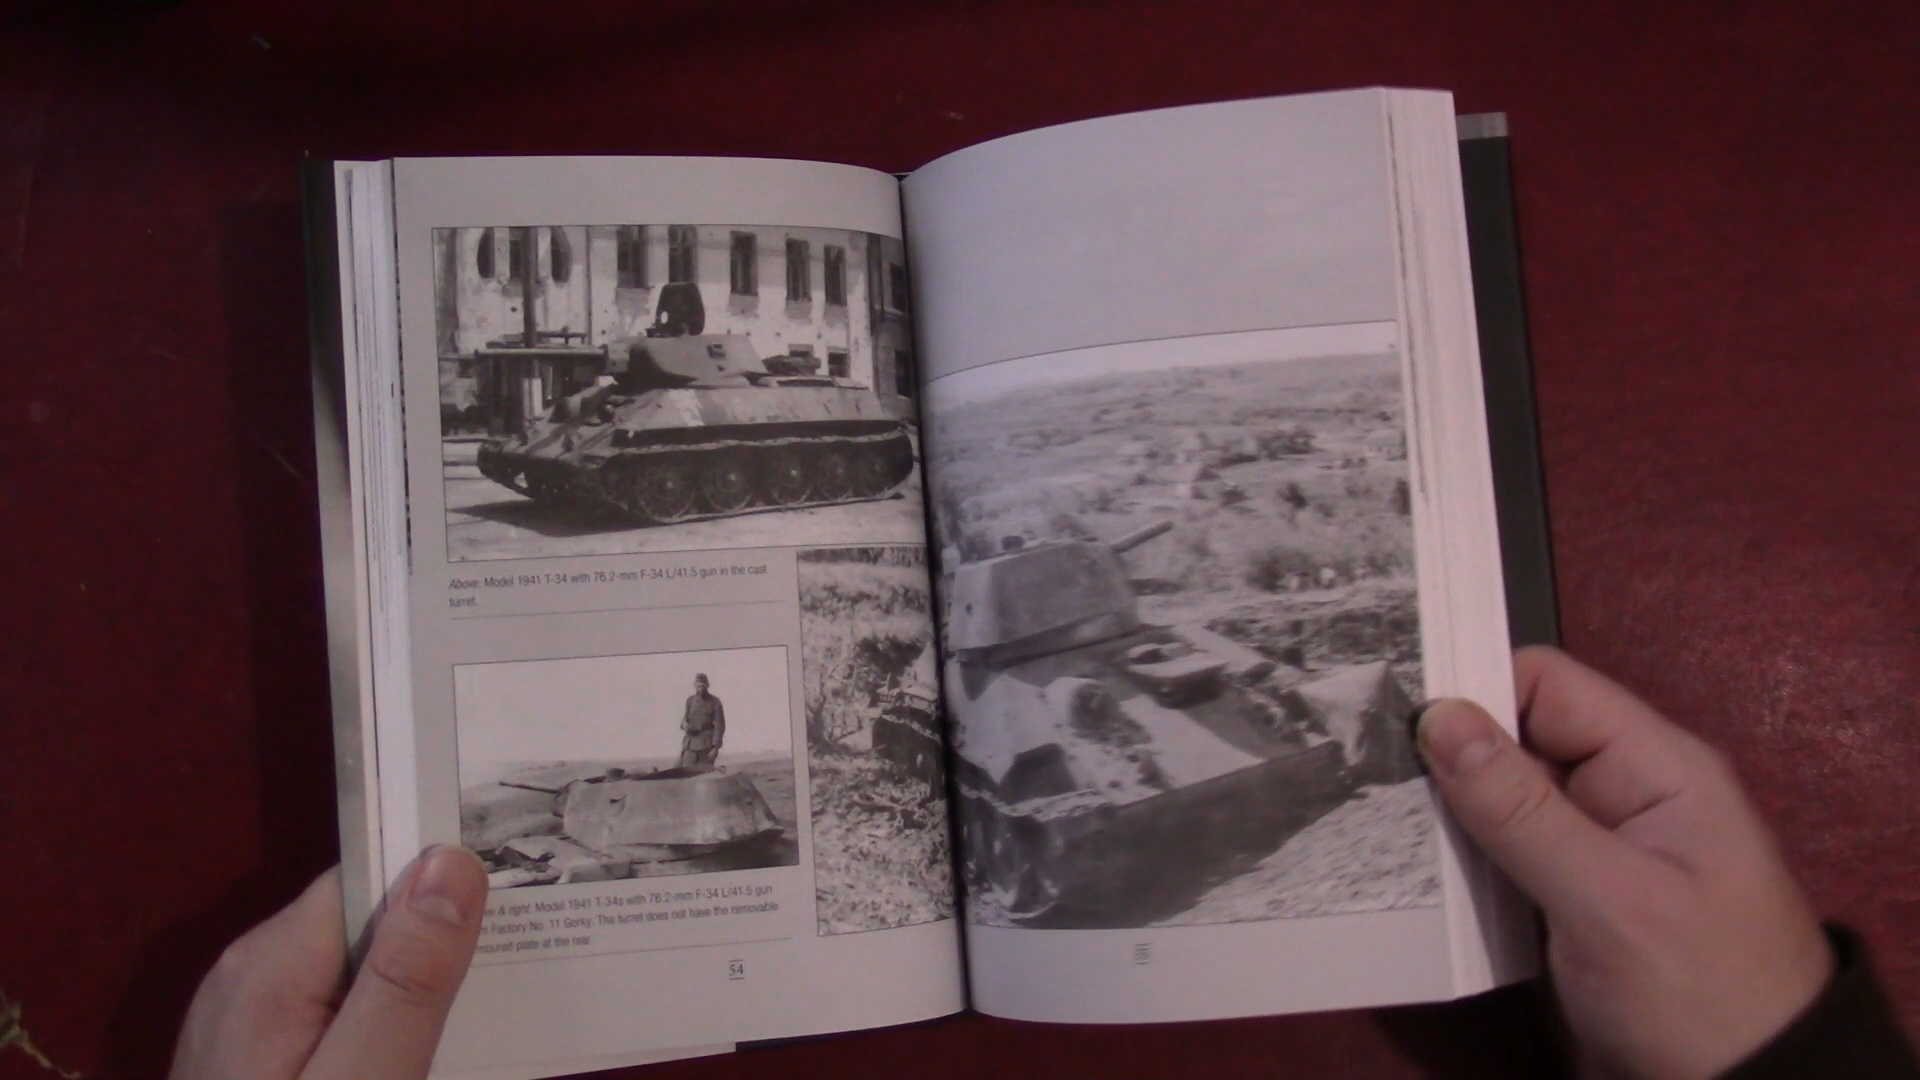 Above: Model 1941 T-34 with 76.2-mm F-34 L/41.5 gun in the cast
turret.
& right: Model 1941 T-34s with 76.2-mm F-34 L/41.5 gun
Factory No. 11 Gorky. The turret does not have the removable
plate at the rear.
54